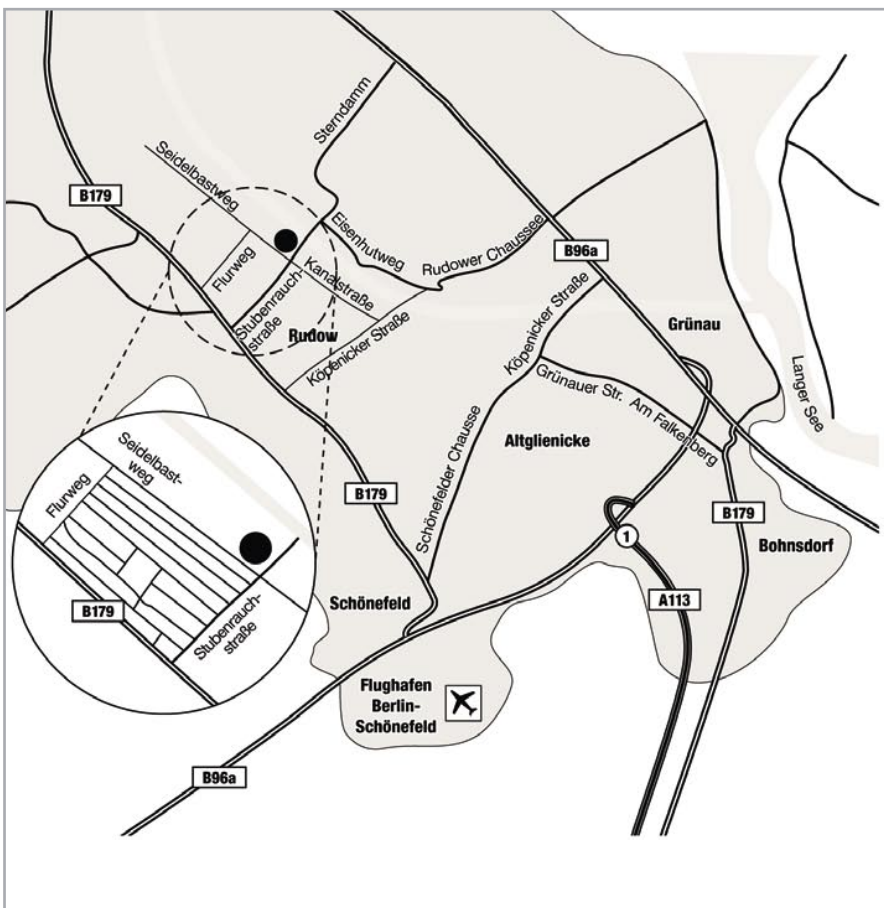 Sterndamm
Seidelbastweg
B179
Eisenhutweg
Rudower Chaussee
B96a
Flurweg
Kanalstraße
Stubenrauch-
straße
Rudow
Köpenicker Straße
Köpenicker Straße
Grünau
Langer See
Grünauer Str.
Am Falkenberg
Altglienicke
Schönefelder Chausse
B179
B179
Bohnsdorf
1
A113
Seidelbast-
weg
Flurweg
B179
Stubenrauch-
straße
Schönefeld
Flughafen
Berlin-
Schönefeld
B96a